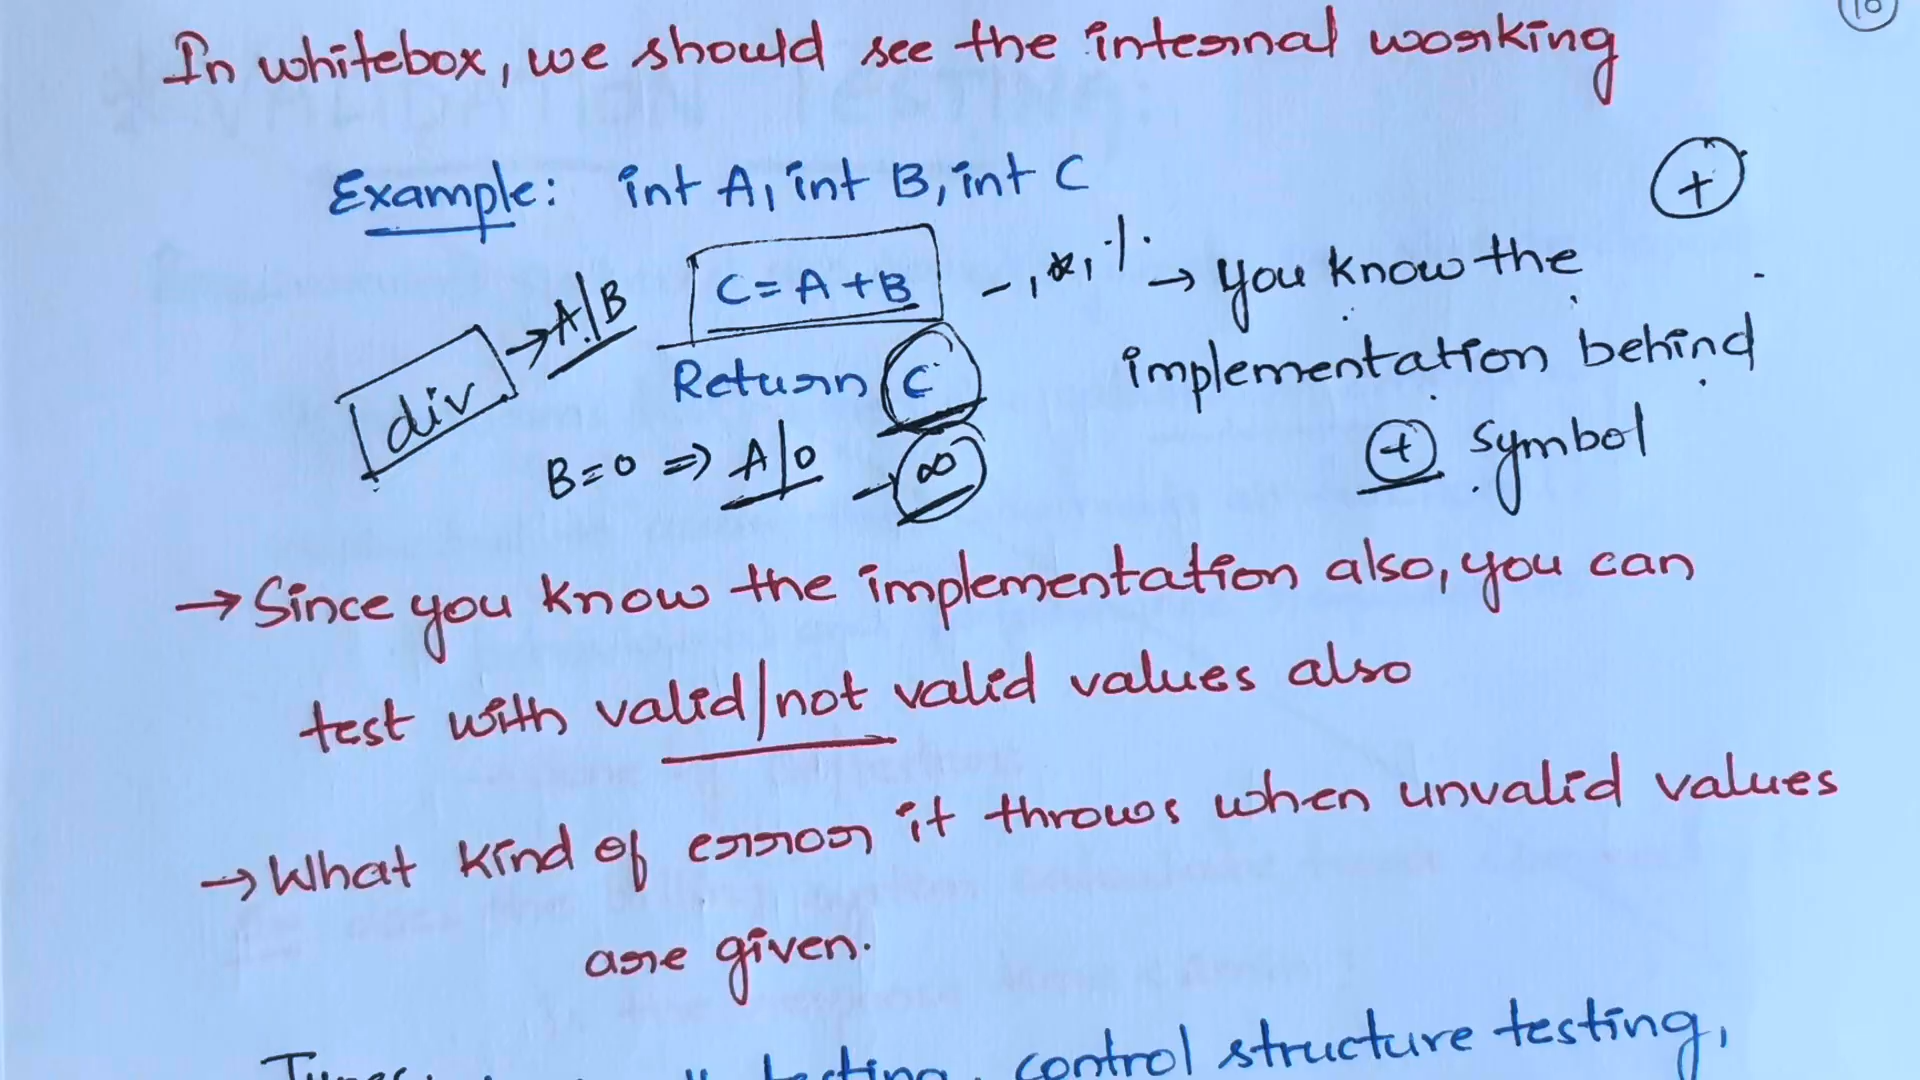 10
In whitebox, we should see the internal working
Example: int A, int B, int C
+
C = A + B
-, *, % → you know the
div → A/B
Return C
implementation behind
B=0 => A/0 - ∞
+ symbol
→ Since you know the implementation also, you can
test with valid/not valid values also
→ What kind of error it throws when unvalid values
are given.
testing, control structure testing,